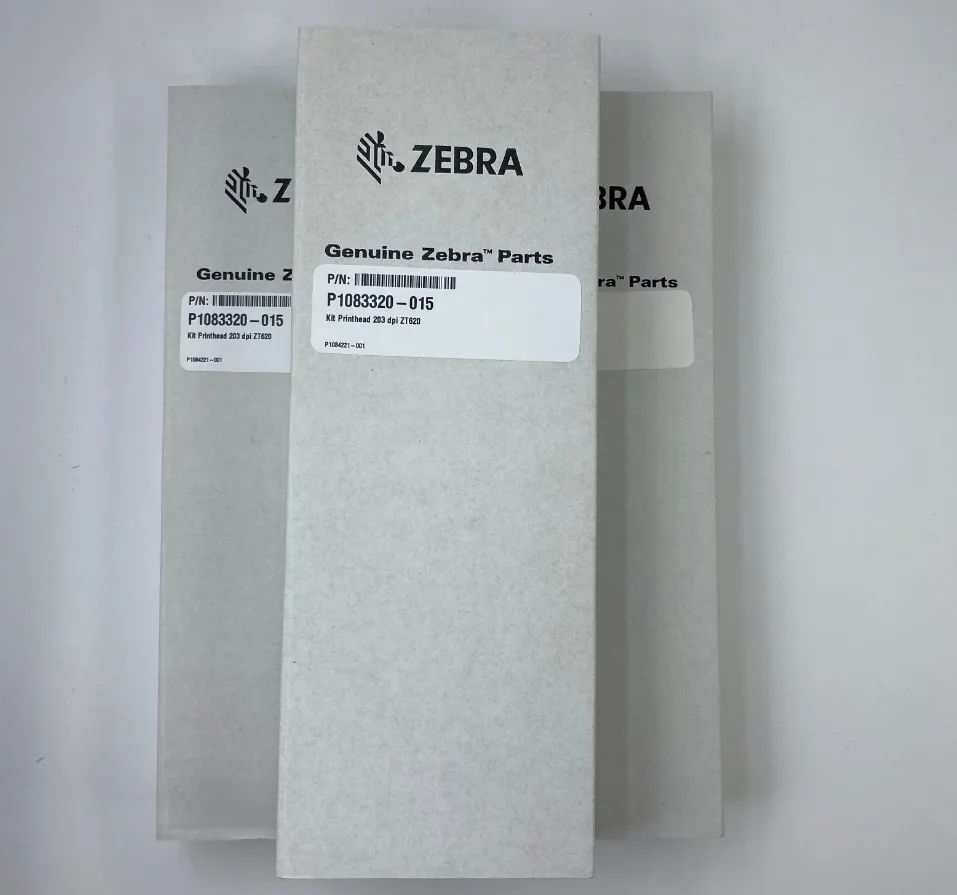 ZEBRA
Genuine Zebra™ Parts
P/N:
P1083320-015
Kit Printhead 203 dpi ZT620
P1084221-001
Z
Genuine Z
P/N:
P1083320-015
Kit Printhead 203 dpi ZT620
P1084221-001
BRA
ra™ Parts